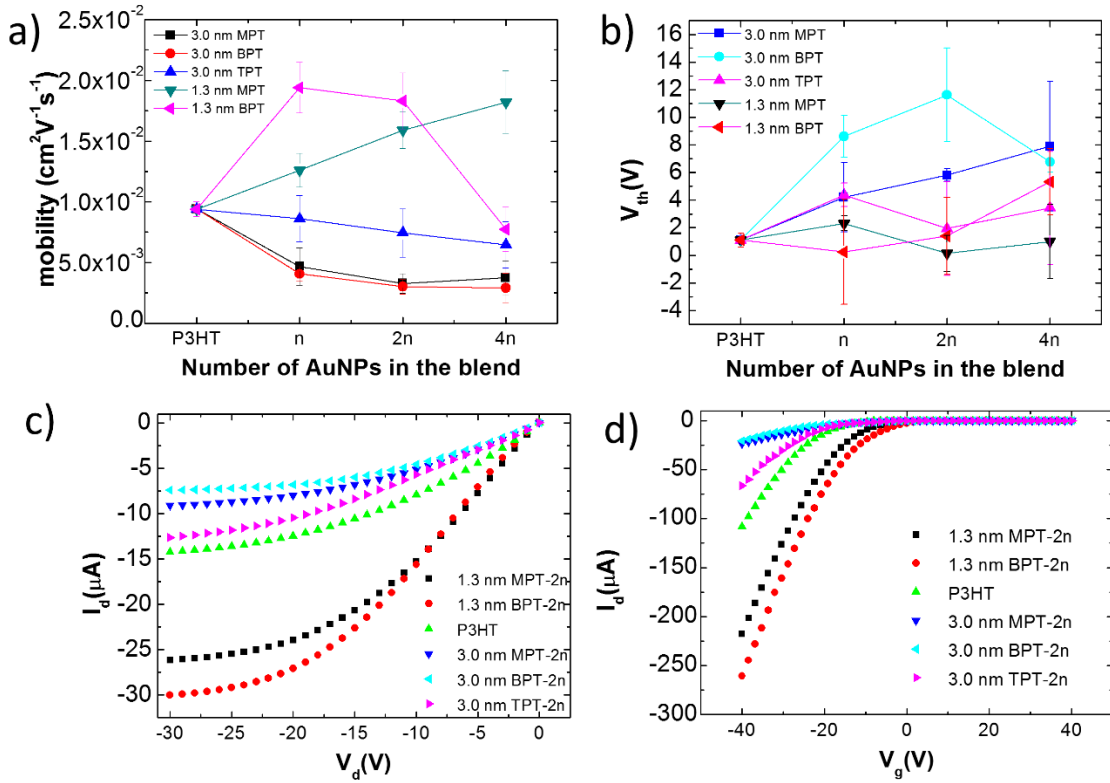 a)
mobility (cm²V⁻¹s⁻¹)
2.5x10⁻²
2.0x10⁻²
1.5x10⁻²
1.0x10⁻²
5.0x10⁻³
0.0
3.0 nm MPT
3.0 nm BPT
3.0 nm TPT
1.3 nm MPT
1.3 nm BPT
P3HT n 2n 4n
Number of AuNPs in the blend
b)
V_th(V)
16
14
12
10
8
6
4
2
0
-2
-4
3.0 nm MPT
3.0 nm BPT
3.0 nm TPT
1.3 nm MPT
1.3 nm BPT
P3HT n 2n 4n
Number of AuNPs in the blend
c)
I_d(μA)
0
-5
-10
-15
-20
-25
-30
1.3 nm MPT-2n
1.3 nm BPT-2n
P3HT
3.0 nm MPT-2n
3.0 nm BPT-2n
3.0 nm TPT-2n
-30 -25 -20 -15 -10 -5 0
V_d(V)
d)
I_d(μA)
0
-50
-100
-150
-200
-250
-300
1.3 nm MPT-2n
1.3 nm BPT-2n
P3HT
3.0 nm MPT-2n
3.0 nm BPT-2n
3.0 nm TPT-2n
-40 -20 0 20 40
V_g(V)